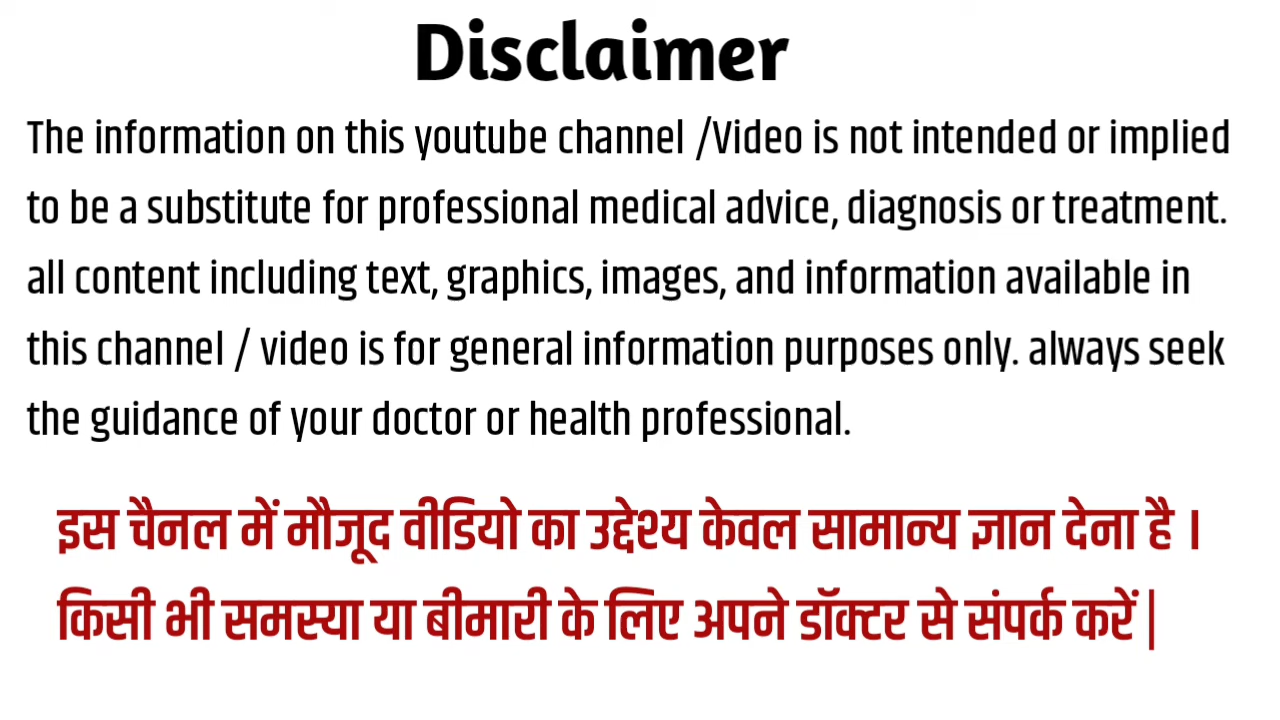 Disclaimer
The information on this youtube channel /Video is not intended or implied
to be a substitute for professional medical advice, diagnosis or treatment.
all content including text, graphics, images, and information available in
this channel / video is for general information purposes only. always seek
the guidance of your doctor or health professional.
इस चैनल में मौजूद वीडियो का उद्देश्य केवल सामान्य ज्ञान देना है ।
किसी भी समस्या या बीमारी के लिए अपने डॉक्टर से संपर्क करें |